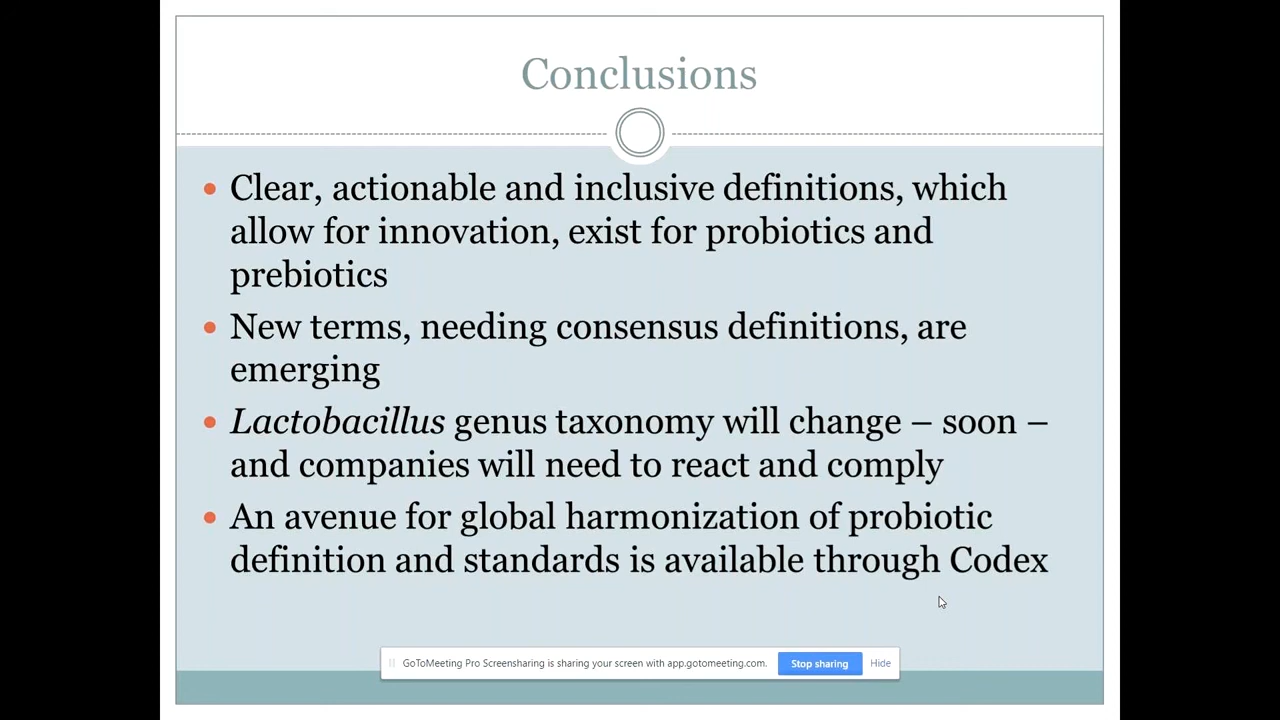 Conclusions
Clear, actionable and inclusive definitions, which
allow for innovation, exist for probiotics and
prebiotics
New terms, needing consensus definitions, are
emerging
Lactobacillus genus taxonomy will change – soon –
and companies will need to react and comply
An avenue for global harmonization of probiotic
definition and standards is available through Codex
GoToMeeting Pro Screensharing is sharing your screen with app.gotomeeting.com. Stop sharing Hide